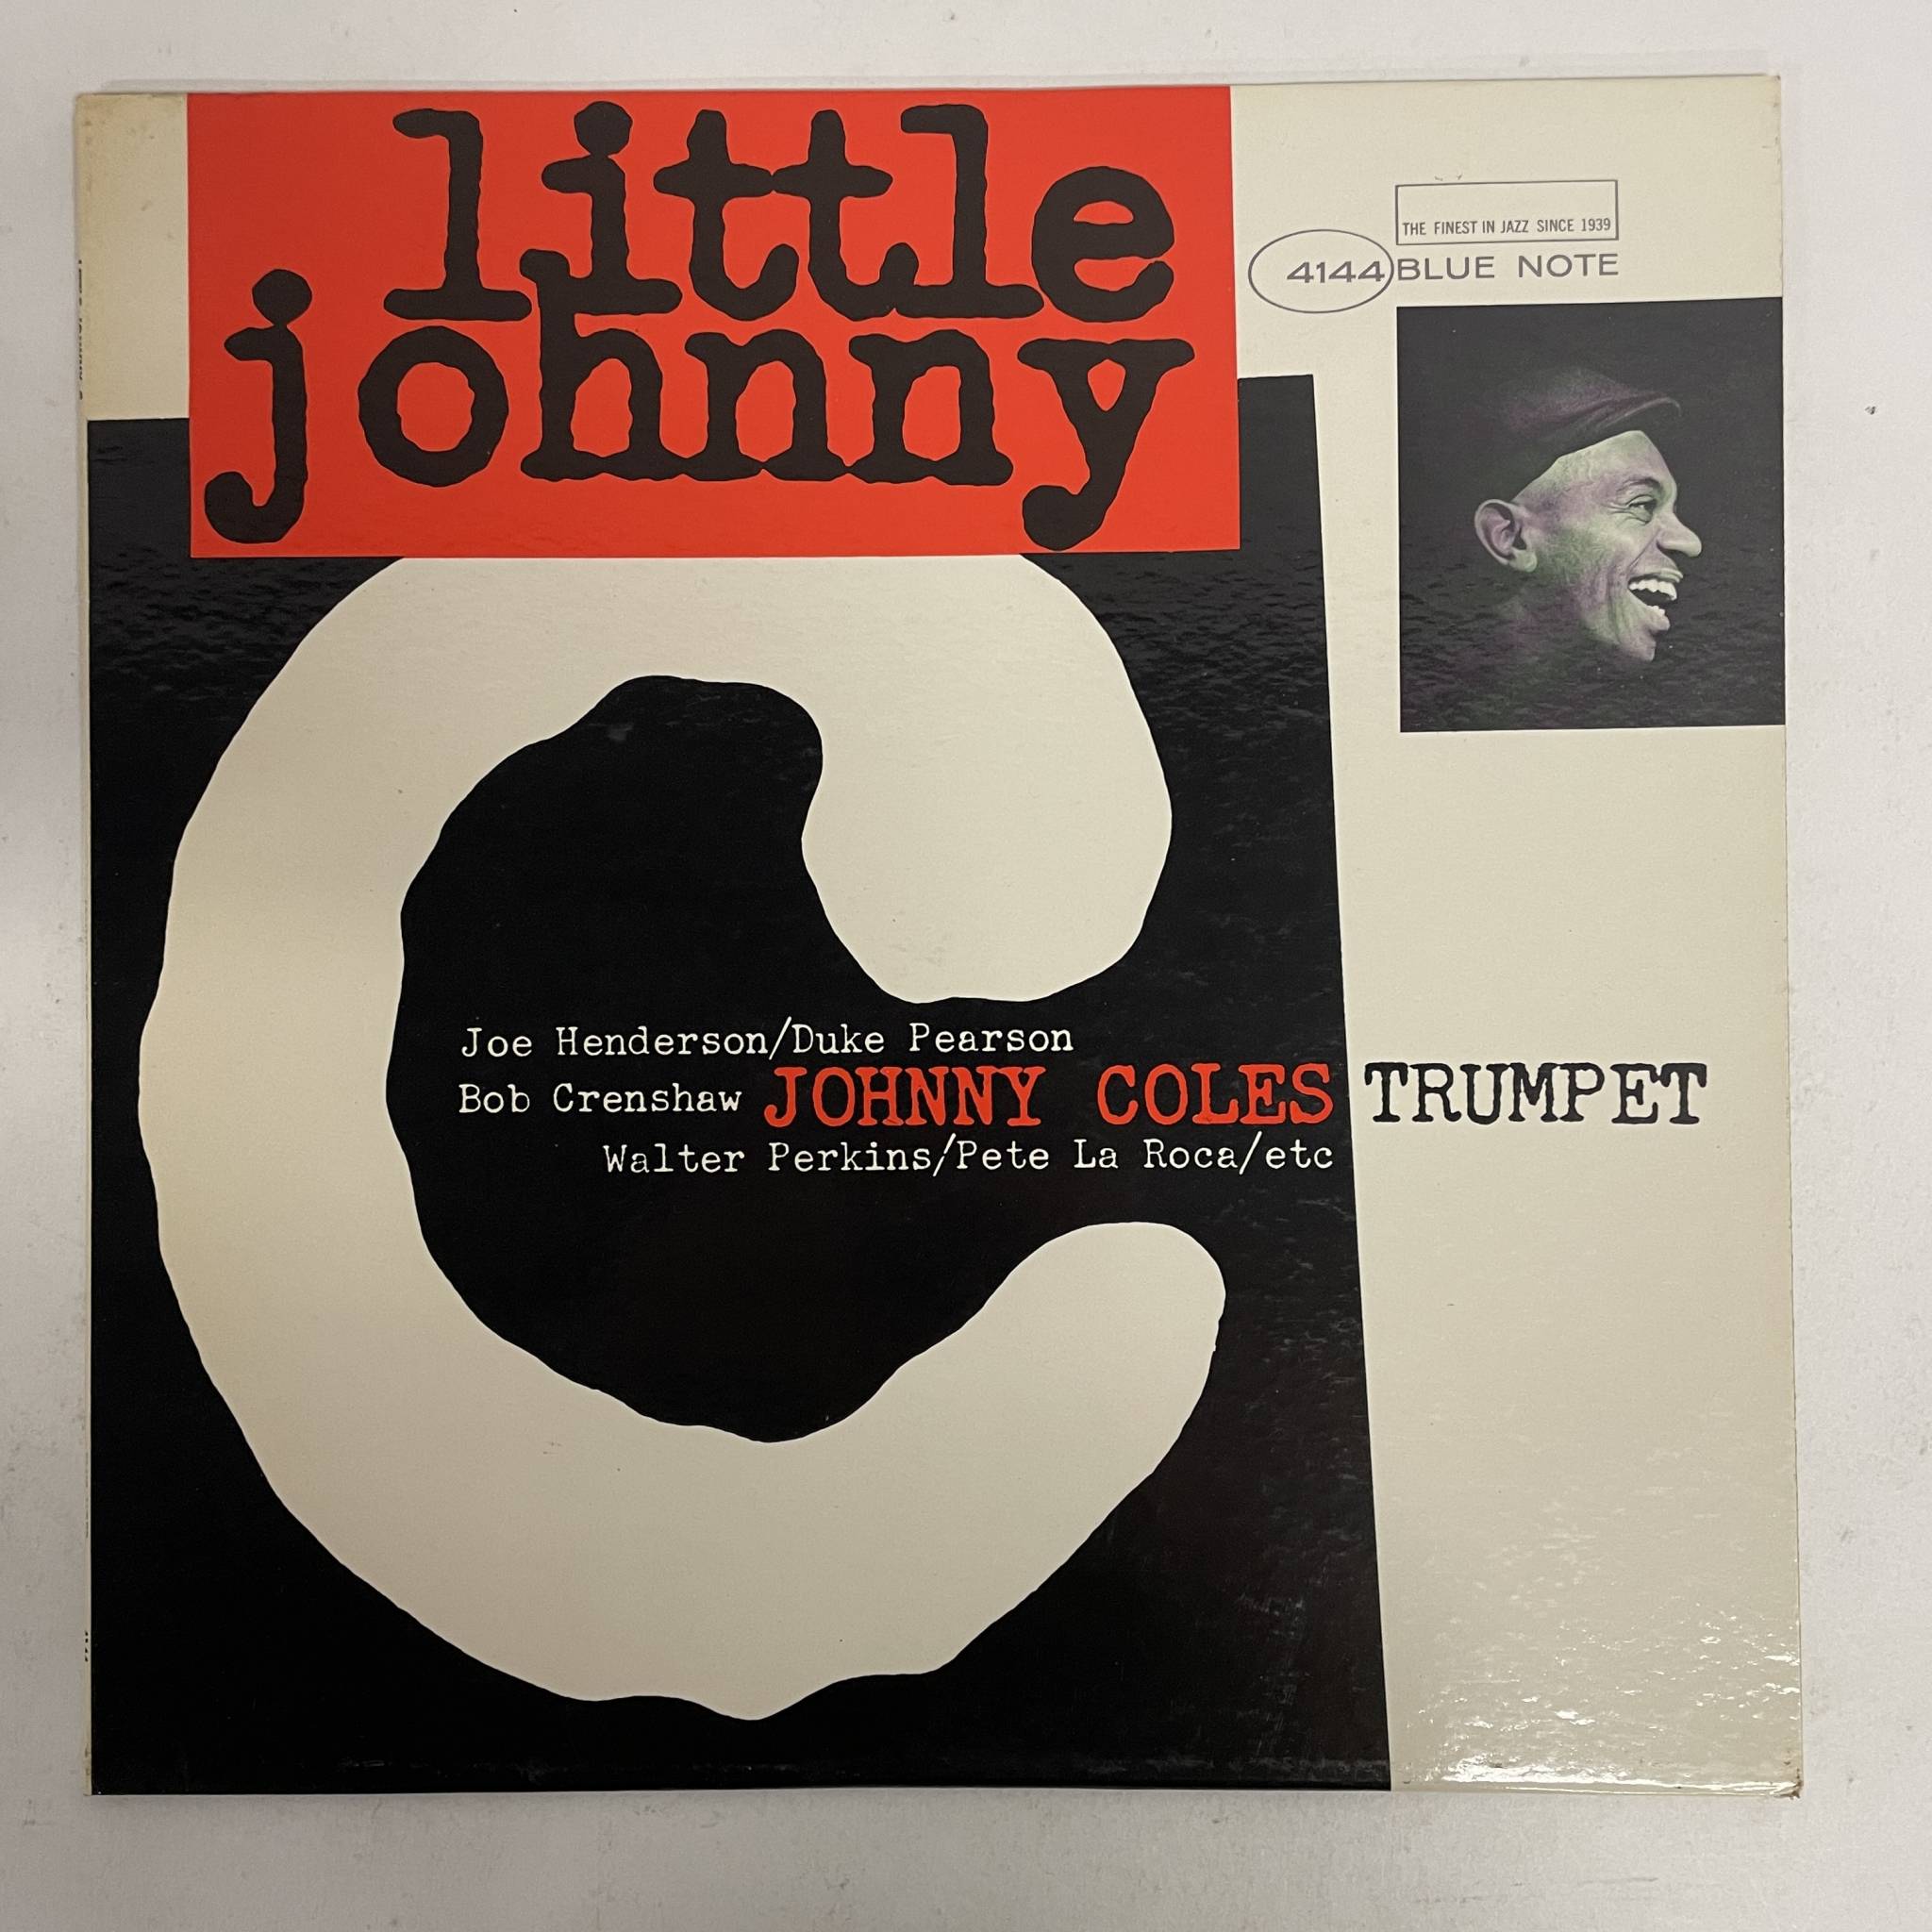 little
johnny
C
THE FINEST IN JAZZ SINCE 1939
4144 BLUE NOTE
Joe Henderson/Duke Pearson
Bob Crenshaw JOHNNY COLES TRUMPET
Walter Perkins/Pete La Roca/etc